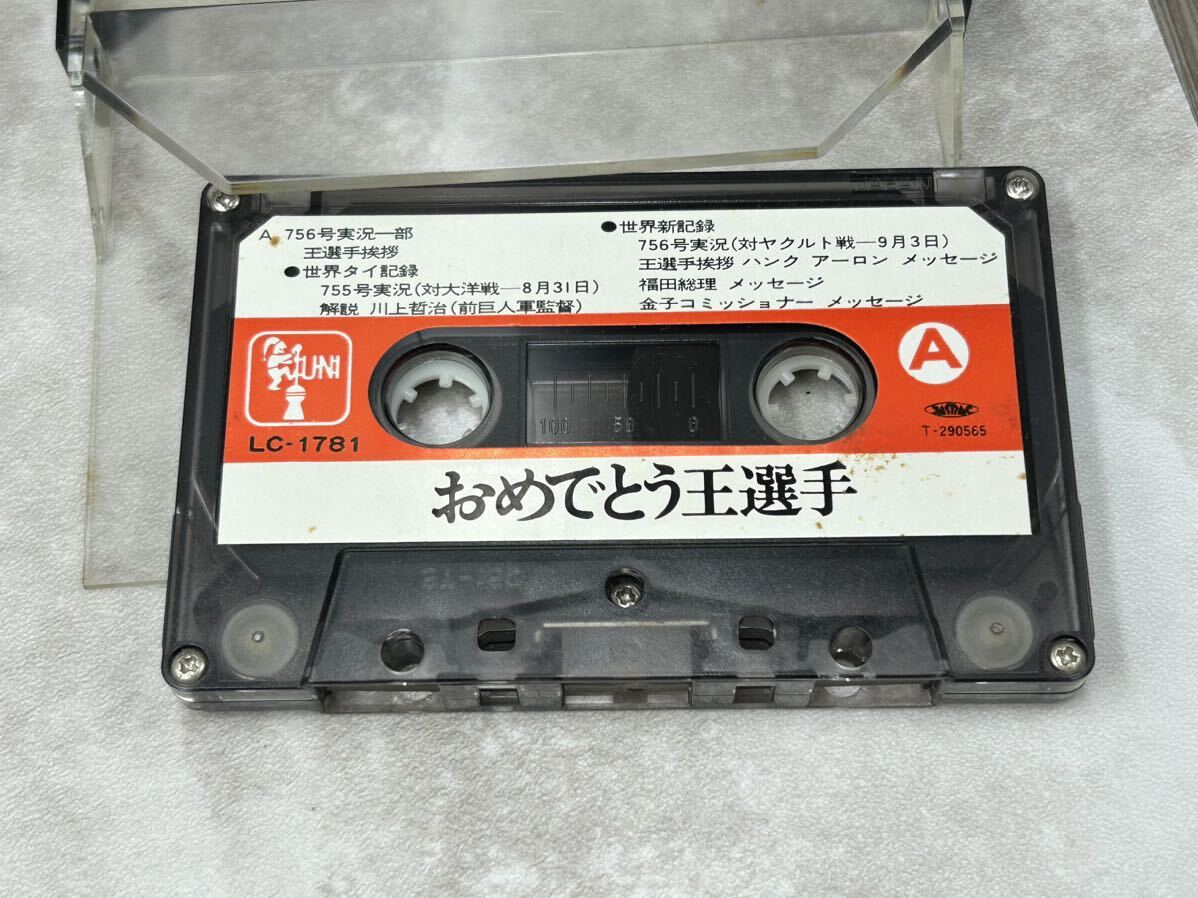 JAPAN
A 756号実況一部
王選手挨拶
●世界タイ記録
755号実況(対大洋戦―8月31日)
解説 川上哲治(前巨人軍監督)
●世界新記録
756号実況(対ヤクルト戦―9月3日)
王選手挨拶 ハンク アーロン メッセージ
福田総理 メッセージ
金子コミッショナー メッセージ
LC-1781
100 50 0
A
JASRAC
T-290565
おめでとう王選手